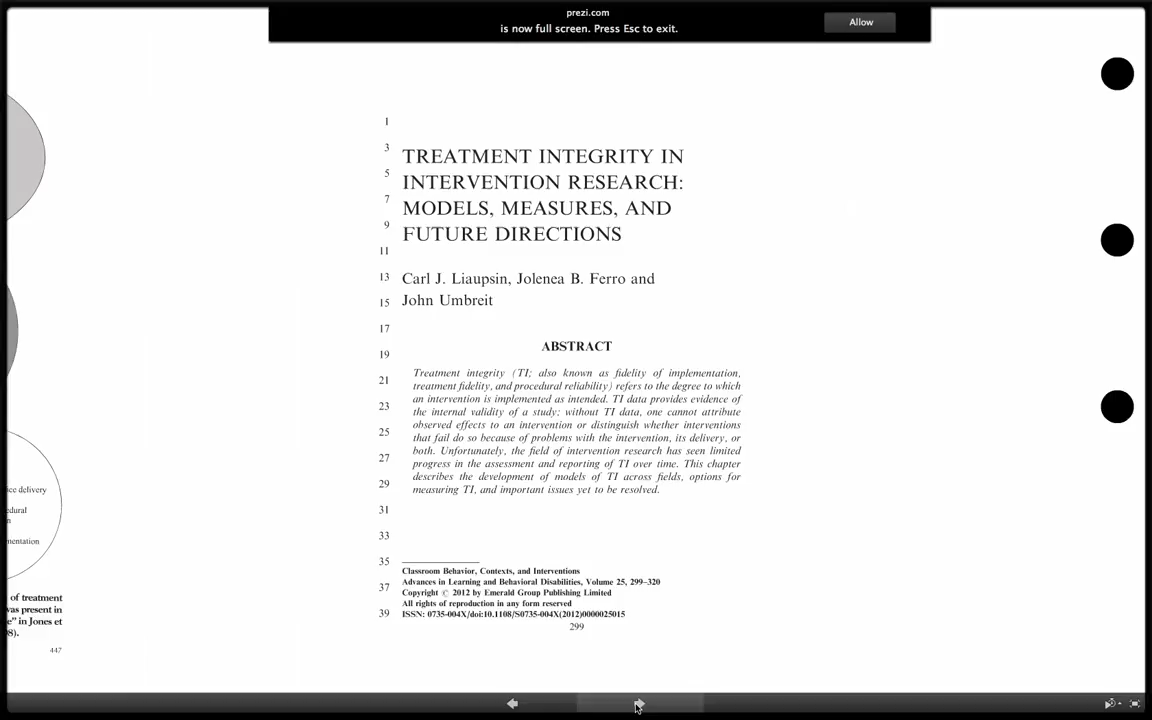 prezi.com
is now full screen. Press Esc to exit.
Allow
1
3
5
7
9
11
13
15
17
19
21
23
25
27
29
31
33
35
37
39
TREATMENT INTEGRITY IN
INTERVENTION RESEARCH:
MODELS, MEASURES, AND
FUTURE DIRECTIONS
Carl J. Liaupsin, Jolenea B. Ferro and
John Umbreit
ABSTRACT
Treatment integrity (TI; also known as fidelity of implementation,
treatment fidelity, and procedural reliability) refers to the degree to which
an intervention is implemented as intended. TI data provides evidence of
the internal validity of a study; without TI data, one cannot attribute
observed effects to an intervention or distinguish whether interventions
that fail do so because of problems with the intervention, its delivery, or
both. Unfortunately, the field of intervention research has seen limited
progress in the assessment and reporting of TI over time. This chapter
describes the development of models of TI across fields, options for
measuring TI, and important issues yet to be resolved.
Classroom Behavior, Contexts, and Interventions
Advances in Learning and Behavioral Disabilities, Volume 25, 299–320
Copyright © 2012 by Emerald Group Publishing Limited
All rights of reproduction in any form reserved
ISSN: 0735-004X/doi:10.1108/S0735-004X(2012)0000025015
299
ice delivery
edural
n
mentation
of treatment
was present in
e” in Jones et
8).
447